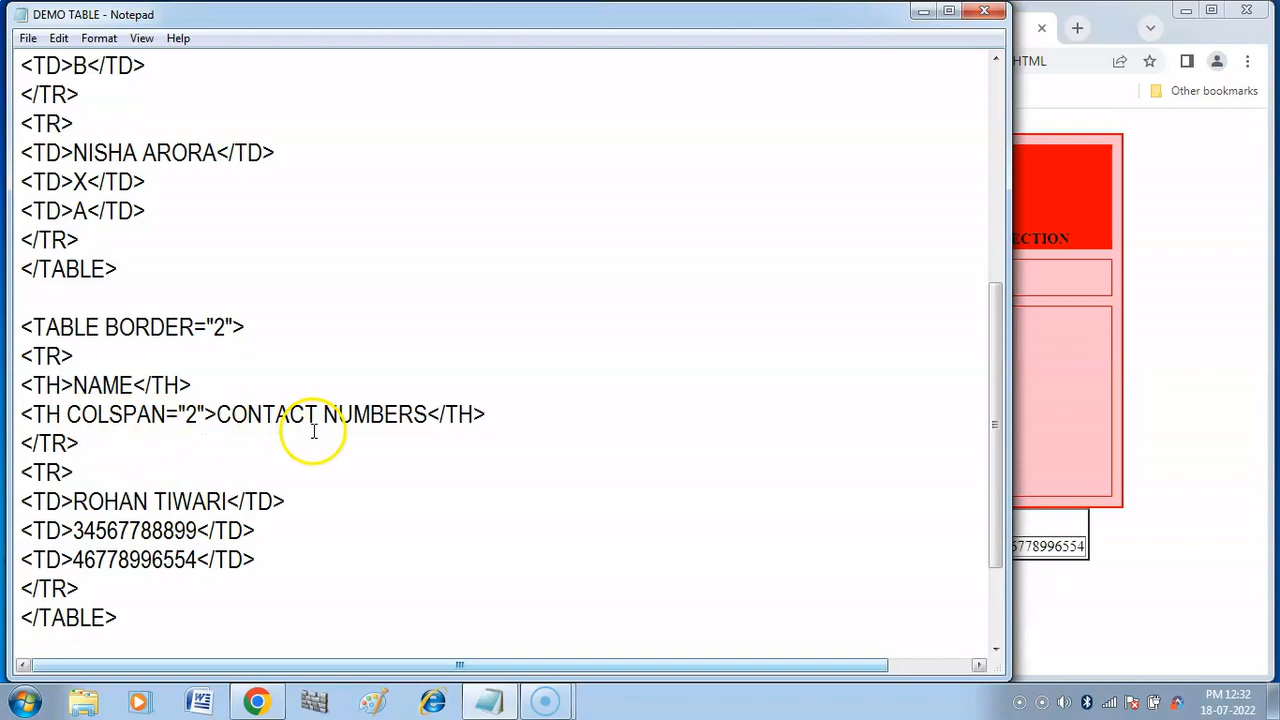 DEMO TABLE - Notepad
File Edit Format View Help
<TD>B</TD>
</TR>
<TR>
<TD>NISHA ARORA</TD>
<TD>X</TD>
<TD>A</TD>
</TR>
</TABLE>
<TABLE BORDER="2">
<TR>
<TH>NAME</TH>
<TH COLSPAN="2">CONTACT NUMBERS</TH>
</TR>
<TR>
<TD>ROHAN TIWARI</TD>
<TD>34567788899</TD>
<TD>46778996554</TD>
</TR>
</TABLE>
HTML
Other bookmarks
ECTION
6778996554
PM 12:32
18-07-2022